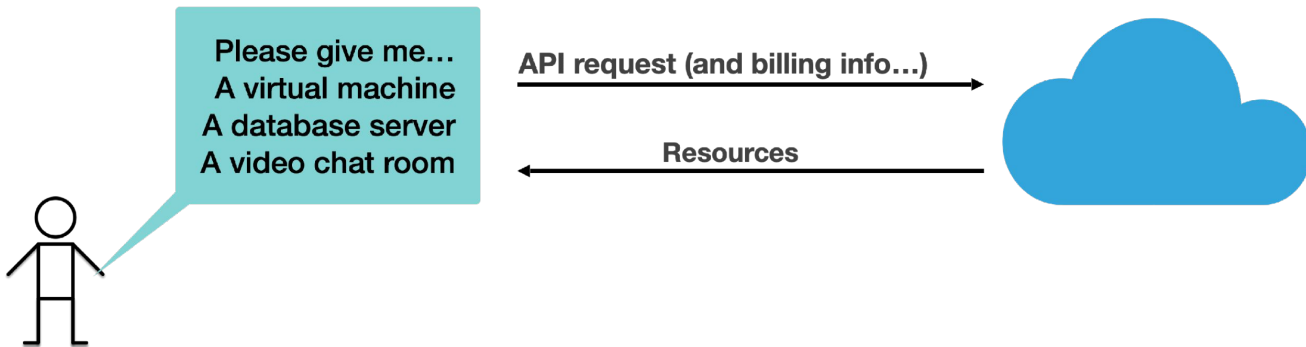 Please give me…
A virtual machine
A database server
A video chat room
API request (and billing info…)
Resources